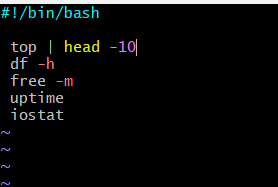 #!/bin/bash
top | head -10
df -h
free -m
uptime
iostat
~
~
~
~